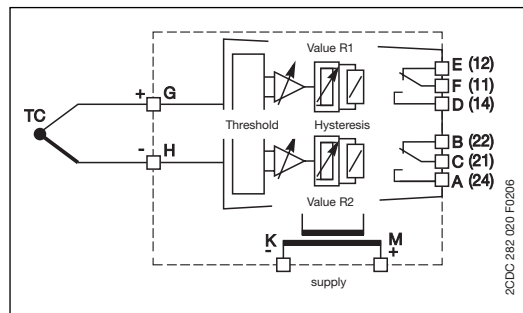 Value R1
E (12)
F (11)
D (14)
+ G
TC
Threshold Hysteresis
- H
B (22)
C (21)
A (24)
Value R2
K M
- +
supply
2CDC 282 020 F0206